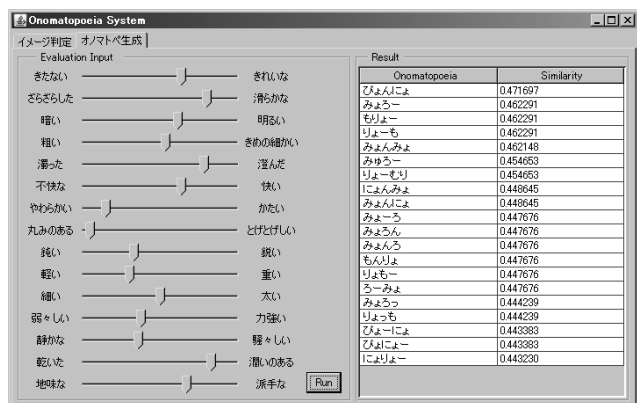 Onomatopoeia System
イメージ判定 オノマトペ生成
Evaluation Input
きたない きれいな
ざらざらした 滑らかな
暗い 明るい
粗い きめの細かい
濁った 澄んだ
不快な 快い
やわらかい かたい
丸みのある とげとげしい
鈍い 鋭い
軽い 重い
細い 太い
弱々しい 力強い
静かな 騒々しい
乾いた 潤いのある
地味な 派手な
Run
Result
Onomatopoeia Similarity
ぴょんにょ 0.471697
みょろー 0.462291
もりょー 0.462291
りょーも 0.462291
みょんみょ 0.462148
みゅろー 0.454653
りょーむり 0.454653
にょんみょ 0.448645
みょんにょ 0.448645
みょーろ 0.447676
みょろん 0.447676
みょんろ 0.447676
もんりょ 0.447676
りょもー 0.447676
ろーみょ 0.447676
みょろっ 0.444239
りょっも 0.444239
ぴょーにょ 0.443383
ぴょにょー 0.443383
にょりょー 0.443230